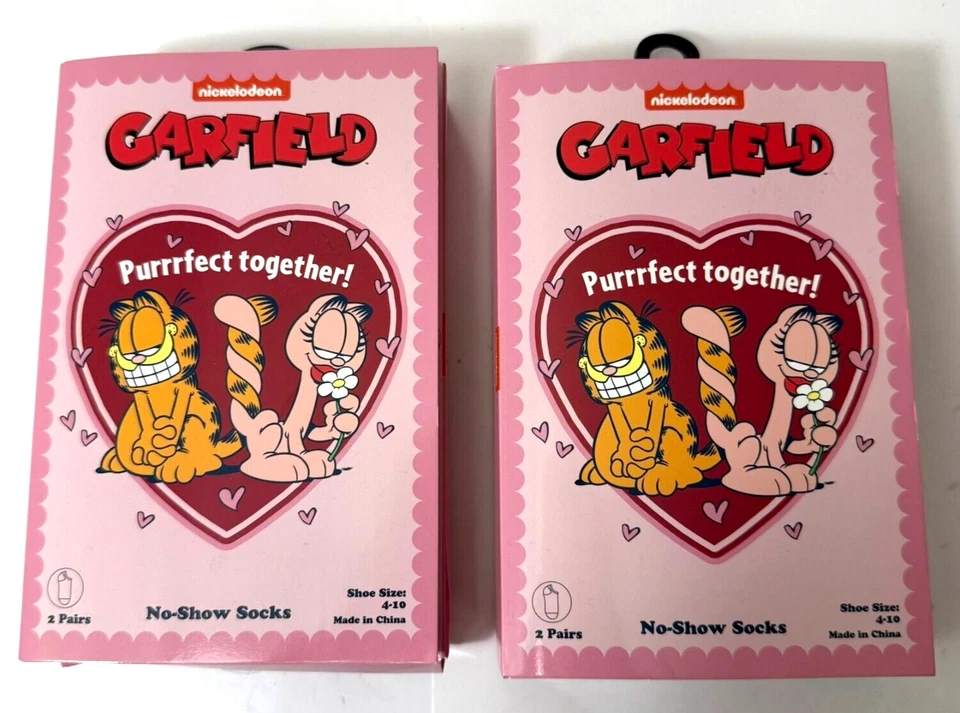 nickelodeon
GARFIELD
Purrrfect together!
2 Pairs
No-Show Socks
Shoe Size:
4-10
Made in China
nickelodeon
GARFIELD
Purrrfect together!
2 Pairs
No-Show Socks
Shoe Size:
4-10
Made in China